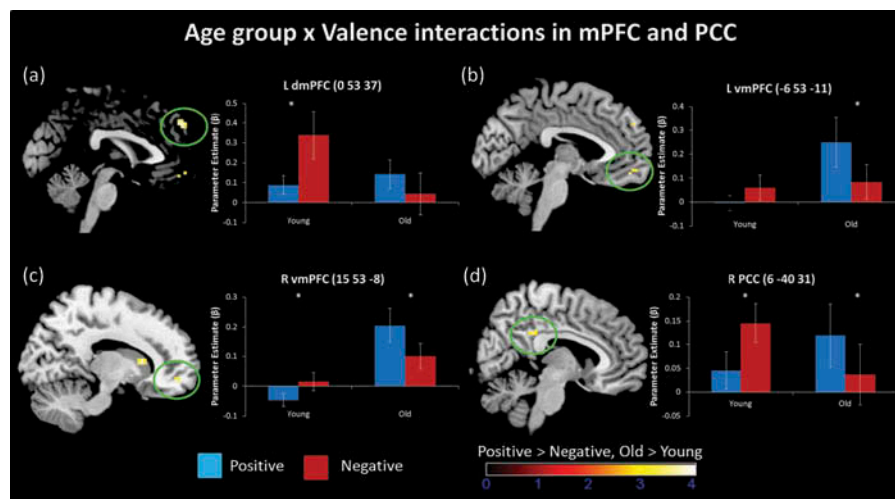 Age group x Valence interactions in mPFC and PCC
(a)
L dmPFC (0 53 37)
Parameter Estimate (β)
0.5
0.4
0.3
0.2
0.1
0
-0.1
*
Young
Old
(b)
L vmPFC (-6 53 -11)
Parameter Estimate (β)
0.4
0.3
0.2
0.1
0
-0.1
*
Young
Old
(c)
R vmPFC (15 53 -8)
Parameter Estimate (β)
0.3
0.2
0.1
0
-0.1
*
*
Young
Old
(d)
R PCC (6 -40 31)
Parameter Estimate (β)
0.2
0.15
0.1
0.05
0
-0.05
*
*
Young
Old
Positive
Negative
Positive > Negative, Old > Young
0 1 2 3 4